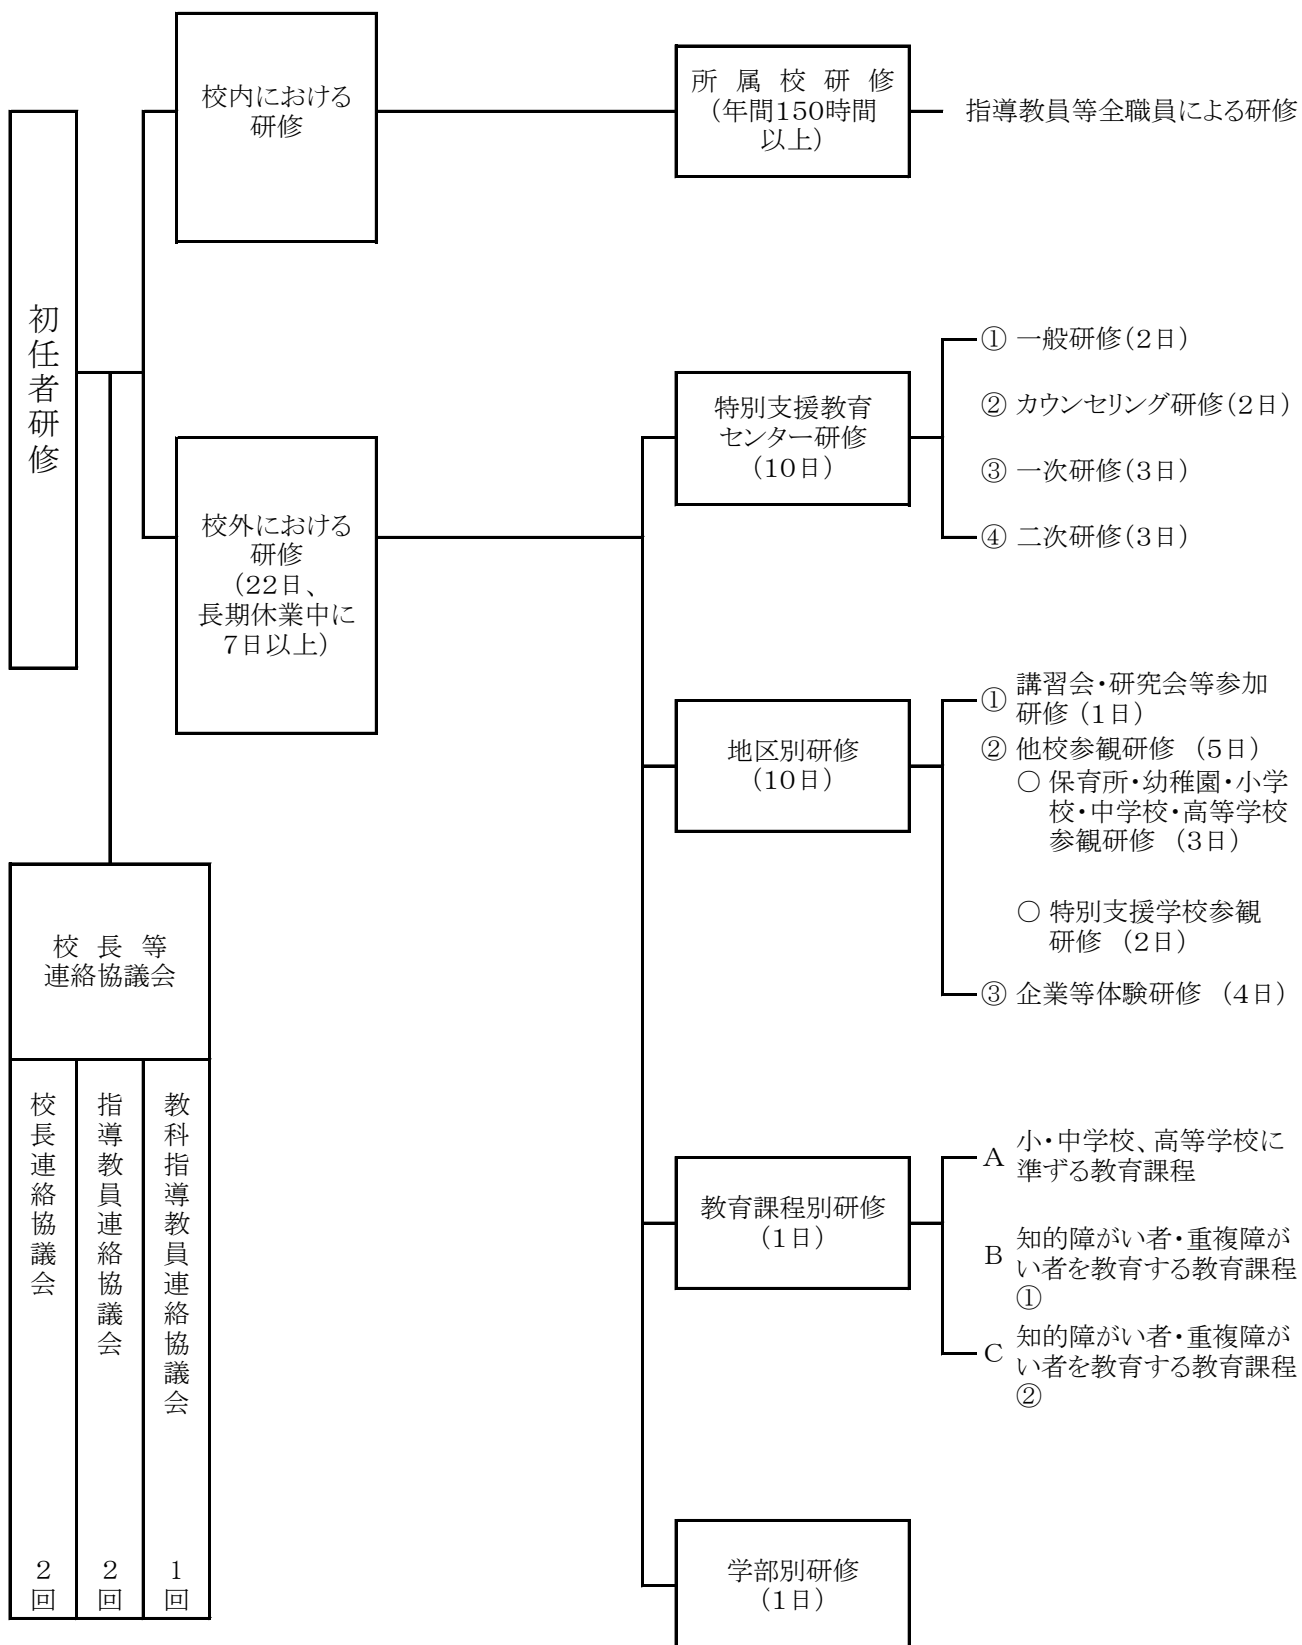 初任者研修
校内における
研修
所属校研修
(年間150時間
以上)
指導教員等全職員による研修
校外における
研修
(22日、
長期休業中に
7日以上)
特別支援教育
センター研修
(10日)
① 一般研修(2日)
② カウンセリング研修(2日)
③ 一次研修(3日)
④ 二次研修(3日)
地区別研修
(10日)
① 講習会・研究会等参加
研修 (1日)
② 他校参観研修 (5日)
○ 保育所・幼稚園・小学
校・中学校・高等学校
参観研修 (3日)
○ 特別支援学校参観
研修 (2日)
③ 企業等体験研修 (4日)
教育課程別研修
(1日)
A 小・中学校、高等学校に
準ずる教育課程
B 知的障がい者・重複障が
い者を教育する教育課程
①
C 知的障がい者・重複障が
い者を教育する教育課程
②
学部別研修
(1日)
校長等
連絡協議会
校長連絡協議会 2回
指導教員連絡協議会 2回
教科指導教員連絡協議会 1回